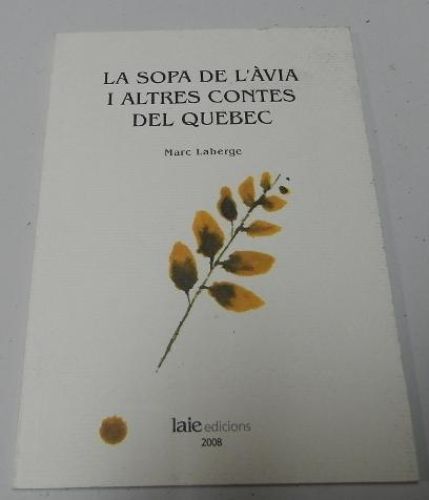 LA SOPA DE L'ÀVIA
I ALTRES CONTES
DEL QUEBEC
Marc Laberge
laie edicions
2008